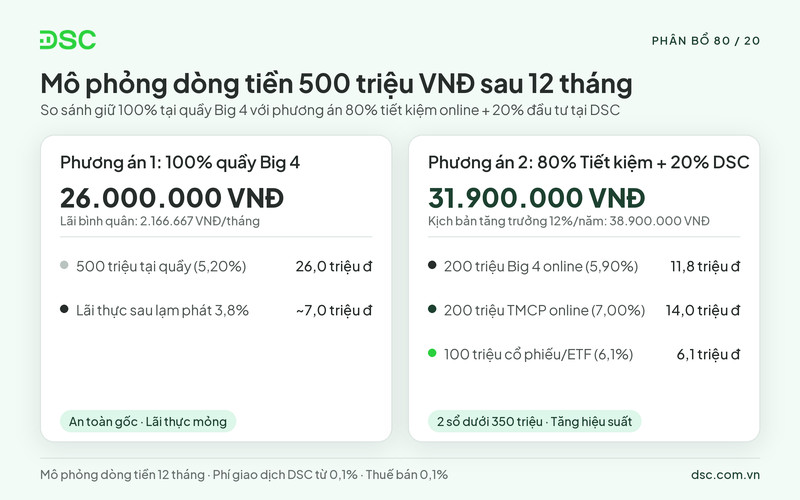 DSC
PHÂN BỔ 80 / 20
Mô phỏng dòng tiền 500 triệu VNĐ sau 12 tháng
So sánh giữ 100% tại quầy Big 4 với phương án 80% tiết kiệm online + 20% đầu tư tại DSC
Phương án 1: 100% quầy Big 4
26.000.000 VNĐ
Lãi bình quân: 2.166.667 VNĐ/tháng
500 triệu tại quầy (5,20%) 26,0 triệu đ
Lãi thực sau lạm phát 3,8% ~7,0 triệu đ
An toàn gốc · Lãi thực mỏng
Phương án 2: 80% Tiết kiệm + 20% DSC
31.900.000 VNĐ
Kịch bản tăng trưởng 12%/năm: 38.900.000 VNĐ
200 triệu Big 4 online (5,90%) 11,8 triệu đ
200 triệu TMCP online (7,00%) 14,0 triệu đ
100 triệu cổ phiếu/ETF (6,1%) 6,1 triệu đ
2 sổ dưới 350 triệu · Tăng hiệu suất
Mô phỏng dòng tiền 12 tháng · Phí giao dịch DSC từ 0,1% · Thuế bán 0,1%
dsc.com.vn